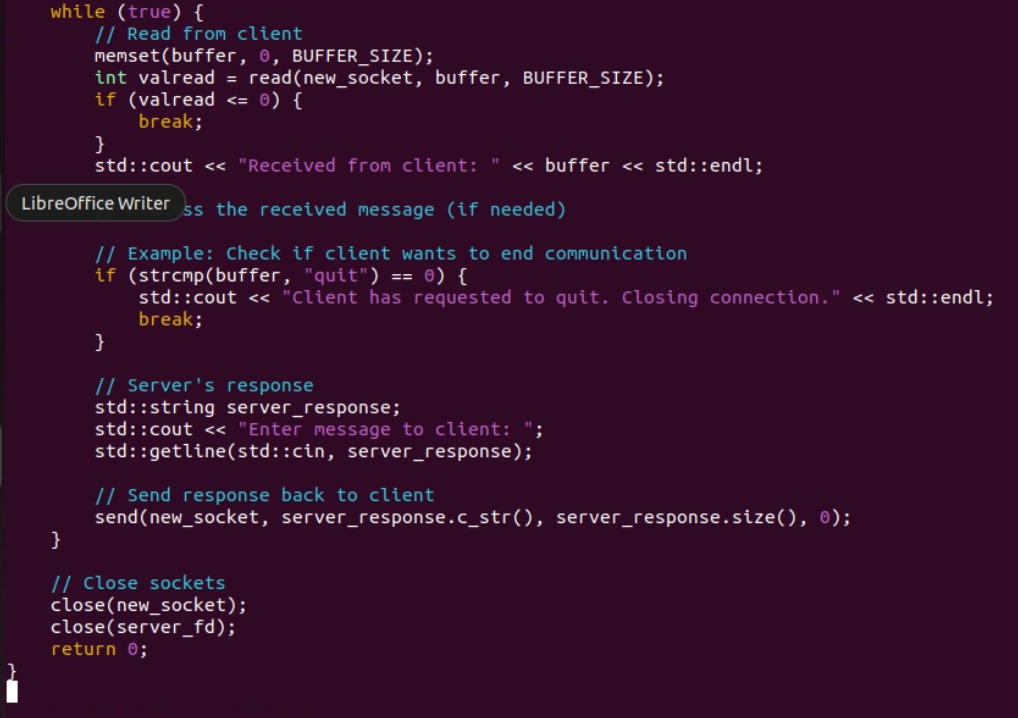 while (true) {
// Read from client
memset(buffer, 0, BUFFER_SIZE);
int valread = read(new_socket, buffer, BUFFER_SIZE);
if (valread <= 0) {
break;
}
std::cout << "Received from client: " << buffer << std::endl;
LibreOffice Writer
ss the received message (if needed)
// Example: Check if client wants to end communication
if (strcmp(buffer, "quit") == 0) {
std::cout << "Client has requested to quit. Closing connection." << std::endl;
break;
}
// Server's response
std::string server_response;
std::cout << "Enter message to client: ";
std::getline(std::cin, server_response);
// Send response back to client
send(new_socket, server_response.c_str(), server_response.size(), 0);
}
// Close sockets
close(new_socket);
close(server_fd);
return 0;
}